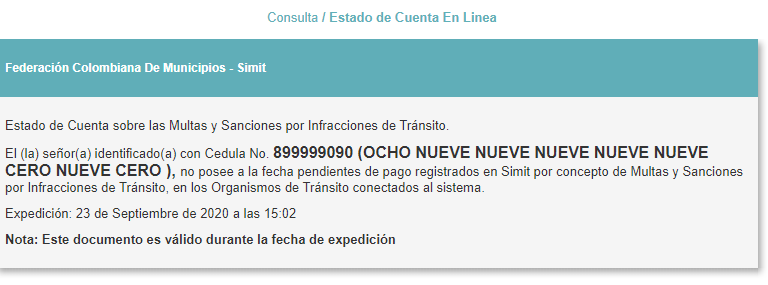 Consulta / Estado de Cuenta En Linea
Federación Colombiana De Municipios - Simit
Estado de Cuenta sobre las Multas y Sanciones por Infracciones de Tránsito.
El (la) señor(a) identificado(a) con Cedula No. 899999090 (OCHO NUEVE NUEVE NUEVE NUEVE NUEVE
CERO NUEVE CERO ), no posee a la fecha pendientes de pago registrados en Simit por concepto de Multas y Sanciones
por Infracciones de Tránsito, en los Organismos de Tránsito conectados al sistema.
Expedición: 23 de Septiembre de 2020 a las 15:02
Nota: Este documento es válido durante la fecha de expedición